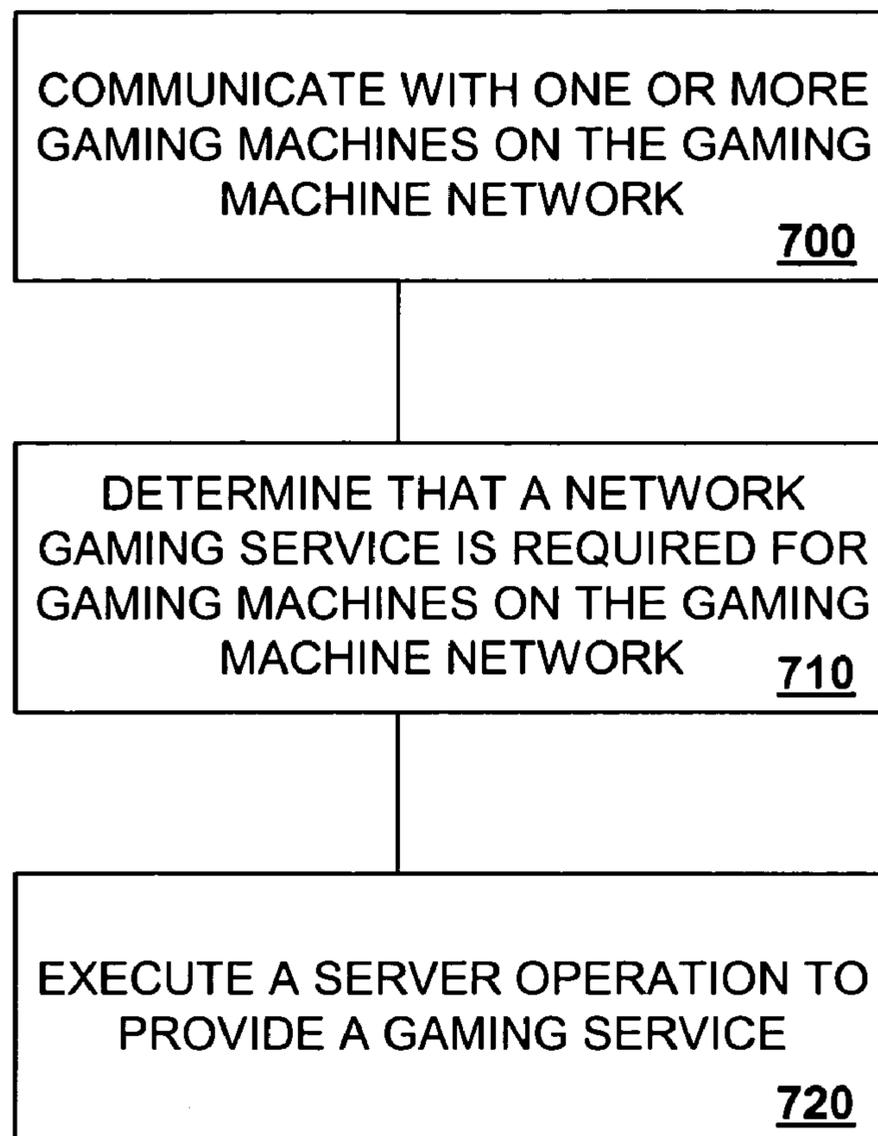 COMMUNICATE WITH ONE OR MORE
GAMING MACHINES ON THE GAMING
MACHINE NETWORK
700
DETERMINE THAT A NETWORK
GAMING SERVICE IS REQUIRED FOR
GAMING MACHINES ON THE GAMING
MACHINE NETWORK
710
EXECUTE A SERVER OPERATION TO
PROVIDE A GAMING SERVICE
720